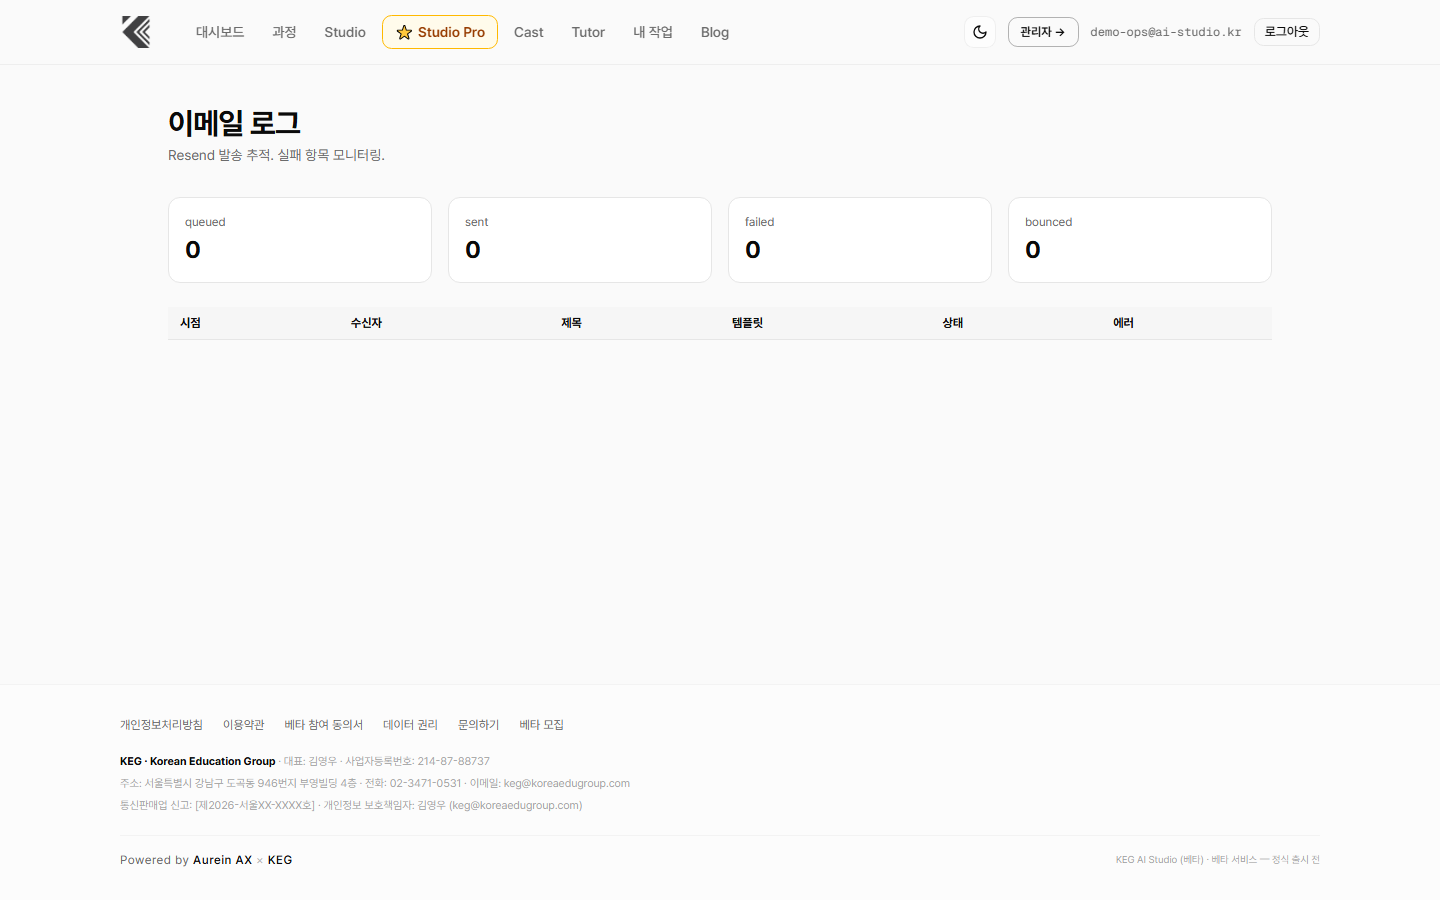 대시보드 과정 Studio Studio Pro Cast Tutor 내 작업 Blog 관리자 → demo-ops@ai-studio.kr 로그아웃
이메일 로그
Resend 발송 추적. 실패 항목 모니터링.
queued sent failed bounced
0 0 0 0
시점 수신자 제목 템플릿 상태 에러
개인정보처리방침 이용약관 베타 참여 동의서 데이터 권리 문의하기 베타 모집
KEG · Korean Education Group · 대표: 김영우 · 사업자등록번호: 214-87-88737
주소: 서울특별시 강남구 도곡동 946번지 부영빌딩 4층 · 전화: 02-3471-0531 · 이메일: keg@koreaedugroup.com
통신판매업 신고: [제2026-서울XX-XXXX호] · 개인정보 보호책임자: 김영우 (keg@koreaedugroup.com)
Powered by Aurein AX × KEG
KEG AI Studio (베타) · 베타 서비스 — 정식 출시 전